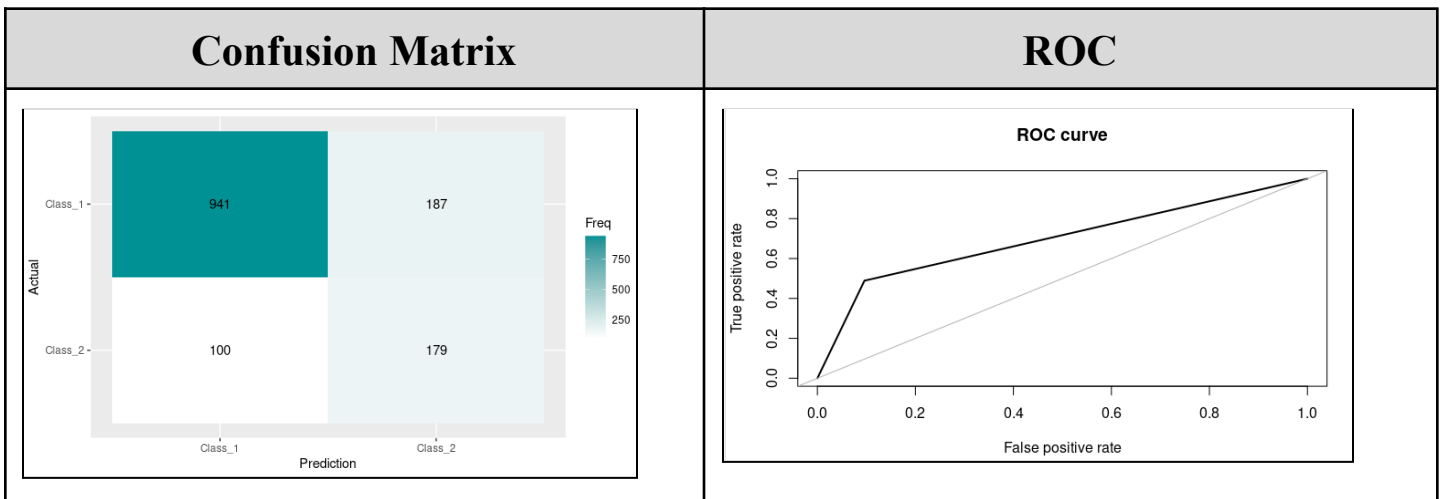 Confusion Matrix
ROC
Class_1
Class_2
Actual
941
187
100
179
Class_1
Class_2
Prediction
Freq
750
500
250
ROC curve
True positive rate
1.0
0.8
0.6
0.4
0.2
0.0
0.0
0.2
0.4
0.6
0.8
1.0
False positive rate